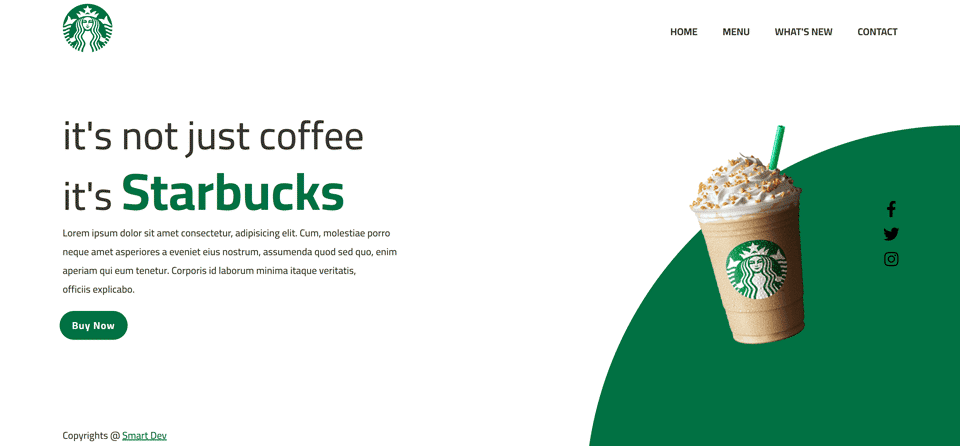 HOME MENU WHAT'S NEW CONTACT
it's not just coffee
it's Starbucks
Lorem ipsum dolor sit amet consectetur, adipisicing elit. Cum, molestiae porro
neque amet asperiores a eveniet eius nostrum, assumenda quod sed quo, enim
aperiam qui eum tenetur. Corporis id laborum minima itaque veritatis,
officiis explicabo.
Buy Now
Copyrights @ Smart Dev